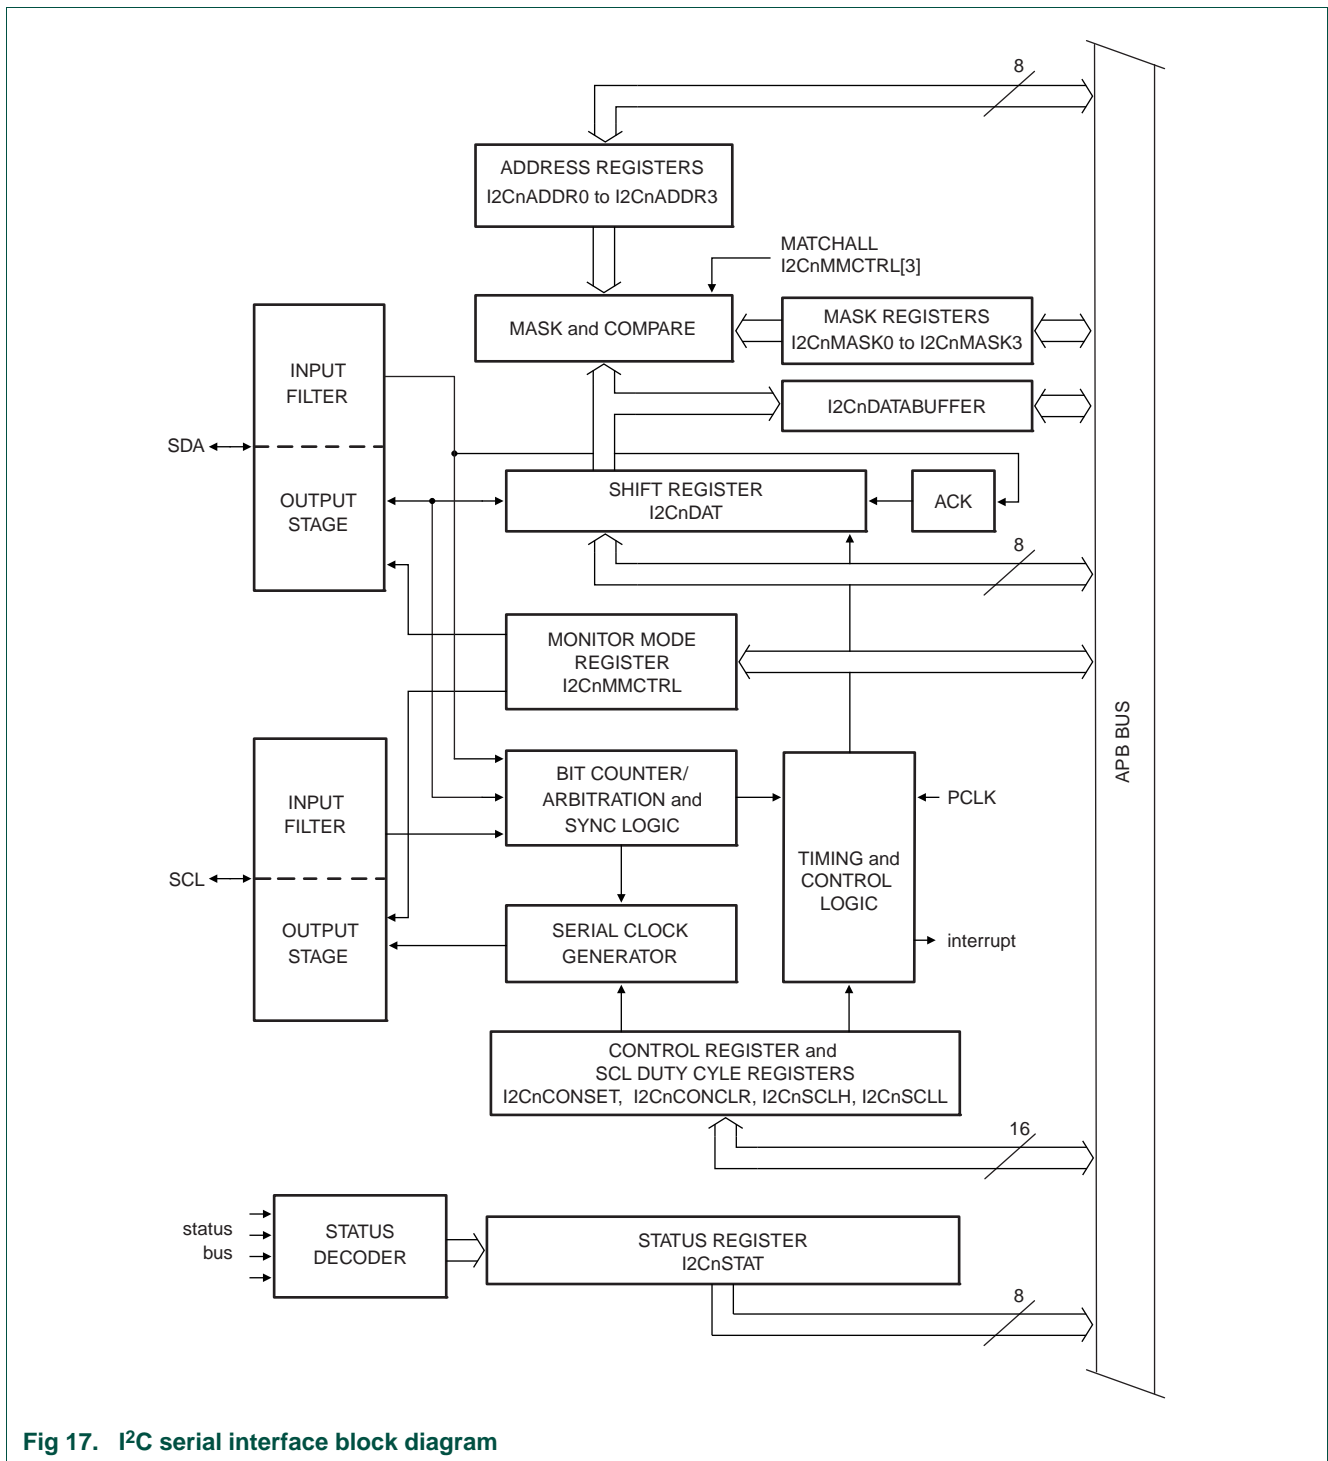 8
ADDRESS REGISTERS
I2CnADDR0 to I2CnADDR3
MATCHALL
I2CnMMCTRL[3]
MASK and COMPARE
MASK REGISTERS
I2CnMASK0 to I2CnMASK3
I2CnDATABUFFER
INPUT
FILTER
SDA
OUTPUT
STAGE
SHIFT REGISTER
I2CnDAT
ACK
8
MONITOR MODE
REGISTER
I2CnMMCTRL
APB BUS
INPUT
FILTER
SCL
OUTPUT
STAGE
BIT COUNTER/
ARBITRATION and
SYNC LOGIC
PCLK
TIMING and
CONTROL
LOGIC
interrupt
SERIAL CLOCK
GENERATOR
CONTROL REGISTER and
SCL DUTY CYLE REGISTERS
I2CnCONSET, I2CnCONCLR, I2CnSCLH, I2CnSCLL
16
status
bus
STATUS
DECODER
STATUS REGISTER
I2CnSTAT
8
Fig 17. I²C serial interface block diagram